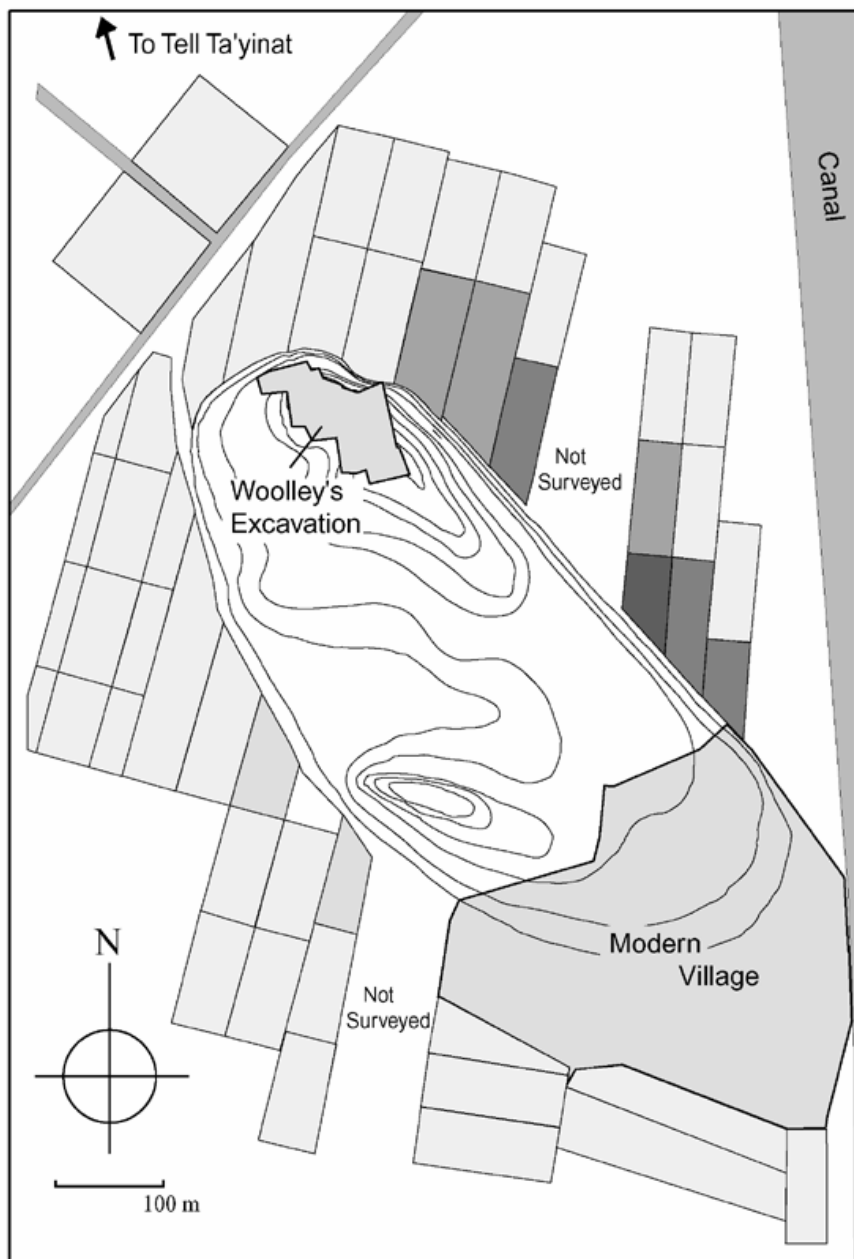 To Tell Ta'yinat
Canal
Not
Surveyed
Woolley's
Excavation
N
Modern
Village
Not
Surveyed
100 m